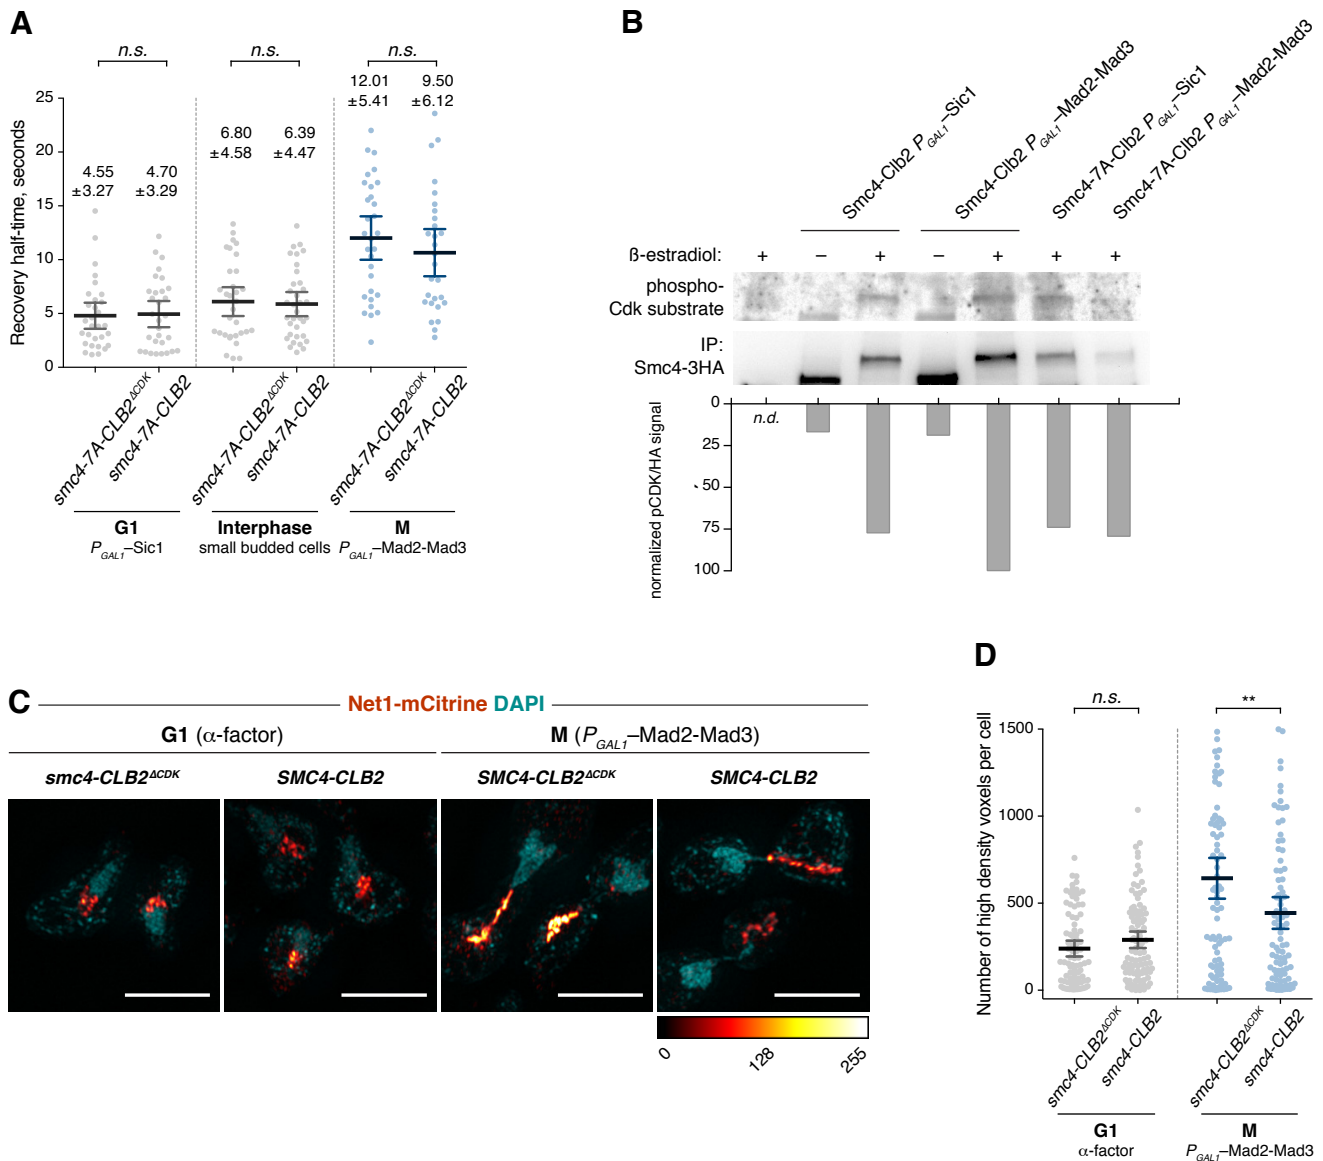 A
n.s.
n.s.
n.s.
12.01
±5.41
9.50
±6.12
6.80
±4.58
6.39
±4.47
4.55
±3.27
4.70
±3.29
25
20
15
10
5
0
Recovery half-time, seconds
smc4-7A-CLB2ΔCDK
smc4-7A-CLB2
smc4-7A-CLB2ΔCDK
smc4-7A-CLB2
smc4-7A-CLB2ΔCDK
smc4-7A-CLB2
G1
PGAL1–Sic1
Interphase
small budded cells
M
PGAL1–Mad2-Mad3
B
Smc4-Clb2 PGAL1–Sic1
Smc4-Clb2 PGAL1–Mad2-Mad3
Smc4-7A-Clb2 PGAL1–Sic1
Smc4-7A-Clb2 PGAL1–Mad2-Mad3
ß-estradiol: + – + – + + +
phospho-
Cdk substrate
IP:
Smc4-3HA
0
25
50
75
100
n.d.
normalized pCDK/HA signal
C
Net1-mCitrine DAPI
G1 (α-factor)
M (PGAL1–Mad2-Mad3)
smc4-CLB2ΔCDK
SMC4-CLB2
SMC4-CLB2ΔCDK
SMC4-CLB2
0
128
255
D
n.s.
**
1500
1000
500
0
Number of high density voxels per cell
smc4-CLB2ΔCDK
smc4-CLB2
smc4-CLB2ΔCDK
smc4-CLB2
G1
α-factor
M
PGAL1–Mad2-Mad3